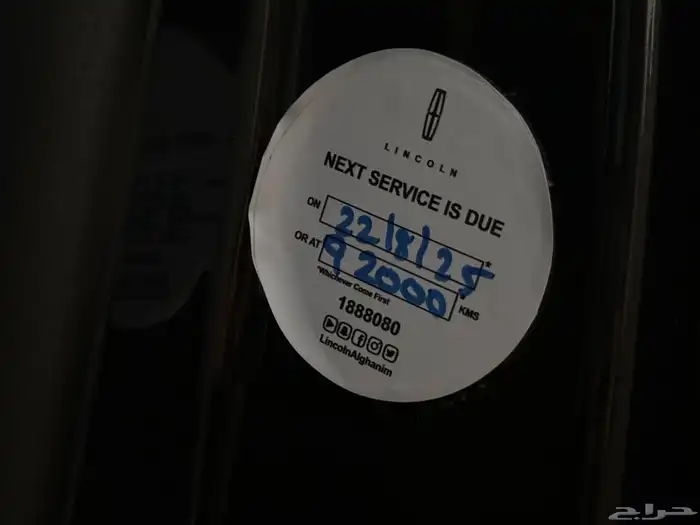 LINCOLN
NEXT SERVICE IS DUE
ON 22/8/25 *
OR AT 92000 KMS
*Whichever Come First
1888080
LincolnAlghanim
حراج